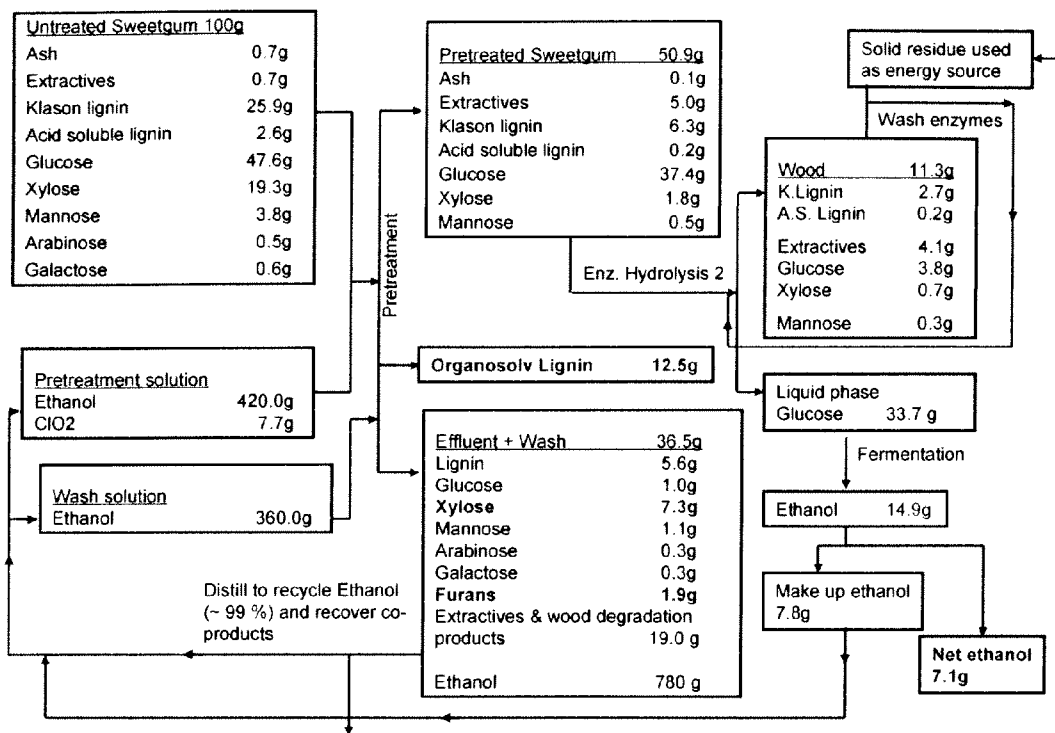 Untreated Sweetgum 100g
Ash 0.7g
Extractives 0.7g
Klason lignin 25.9g
Acid soluble lignin 2.6g
Glucose 47.6g
Xylose 19.3g
Mannose 3.8g
Arabinose 0.5g
Galactose 0.6g
Pretreatment solution
Ethanol 420.0g
ClO2 7.7g
Wash solution
Ethanol 360.0g
Distill to recycle Ethanol
(~ 99 %) and recover co-
products
Pretreatment
Pretreated Sweetgum 50.9g
Ash 0.1g
Extractives 5.0g
Klason lignin 6.3g
Acid soluble lignin 0.2g
Glucose 37.4g
Xylose 1.8g
Mannose 0.5g
Enz. Hydrolysis 2
Organosolv Lignin 12.5g
Effluent + Wash 36.5g
Lignin 5.6g
Glucose 1.0g
Xylose 7.3g
Mannose 1.1g
Arabinose 0.3g
Galactose 0.3g
Furans 1.9g
Extractives & wood degradation
products 19.0 g
Ethanol 780 g
Solid residue used
as energy source
Wash enzymes
Wood 11.3g
K.Lignin 2.7g
A.S. Lignin 0.2g
Extractives 4.1g
Glucose 3.8g
Xylose 0.7g
Mannose 0.3g
Liquid phase
Glucose 33.7 g
Fermentation
Ethanol 14.9g
Make up ethanol
7.8g
Net ethanol
7.1g